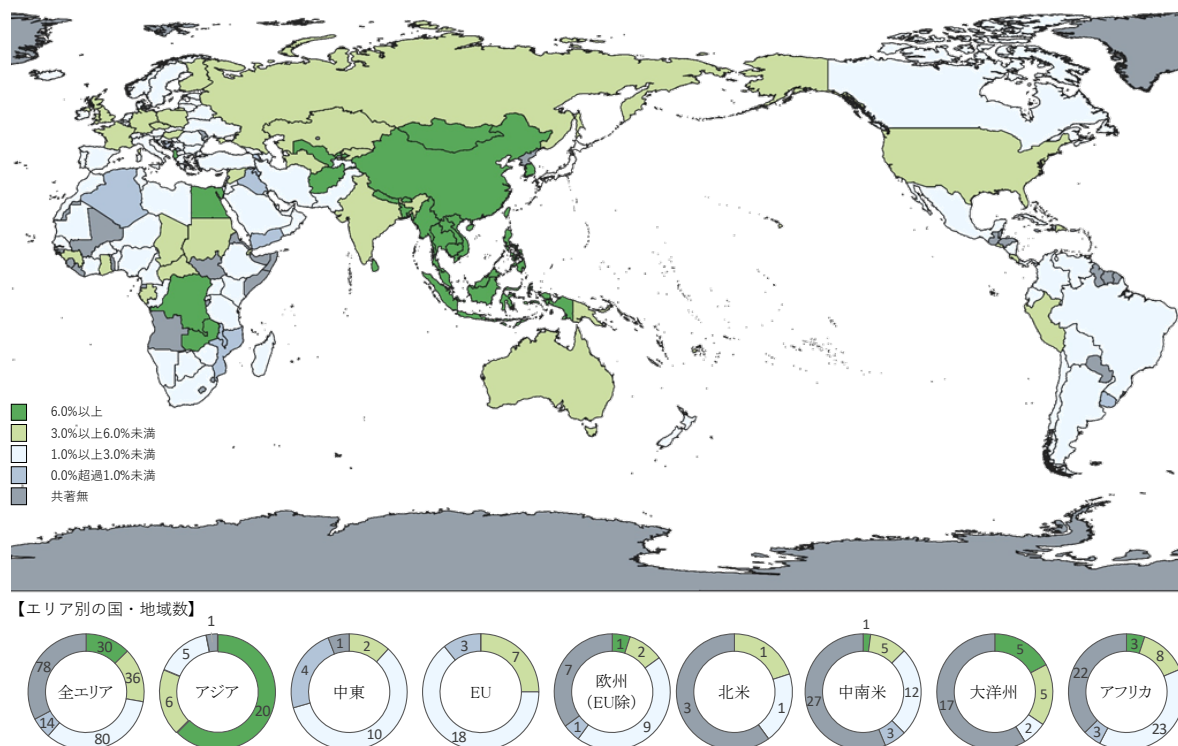 6.0%以上
3.0%以上6.0%未満
1.0%以上3.0%未満
0.0%超過1.0%未満
共著無
【エリア別の国・地域数】
全エリア
30
36
80
14
78
アジア
20
6
5
1
中東
2
10
4
1
EU
7
18
3
欧州
(EU除)
1
2
9
1
7
北米
1
1
3
中南米
1
5
12
3
27
大洋州
5
5
2
17
アフリカ
3
8
23
3
22